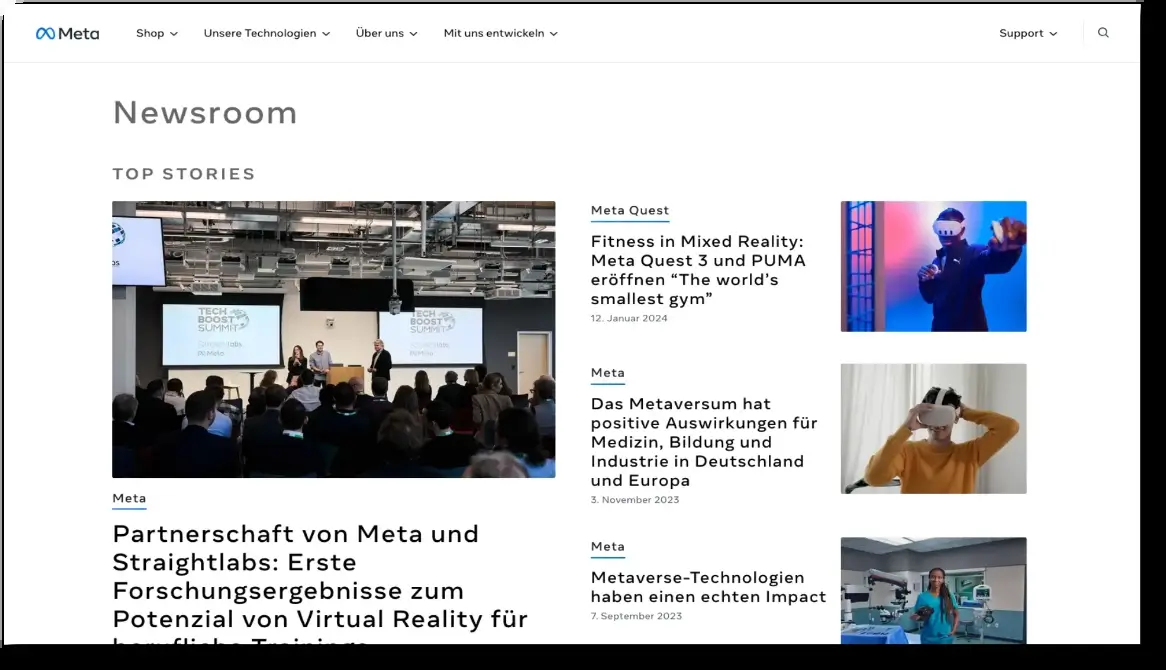 Meta
Shop
Unsere Technologien
Über uns
Mit uns entwickeln
Support
Newsroom
TOP STORIES
TECH
BOOST
SUMMIT
TECH
BOOST
SUMMIT
Meta
Partnerschaft von Meta und
Straightlabs: Erste
Forschungsergebnisse zum
Potenzial von Virtual Reality für
berufliche Trainings
Meta Quest
Fitness in Mixed Reality:
Meta Quest 3 und PUMA
eröffnen “The world’s
smallest gym”
12. Januar 2024
Meta
Das Metaversum hat
positive Auswirkungen für
Medizin, Bildung und
Industrie in Deutschland
und Europa
3. November 2023
Meta
Metaverse-Technologien
haben einen echten Impact
7. September 2023